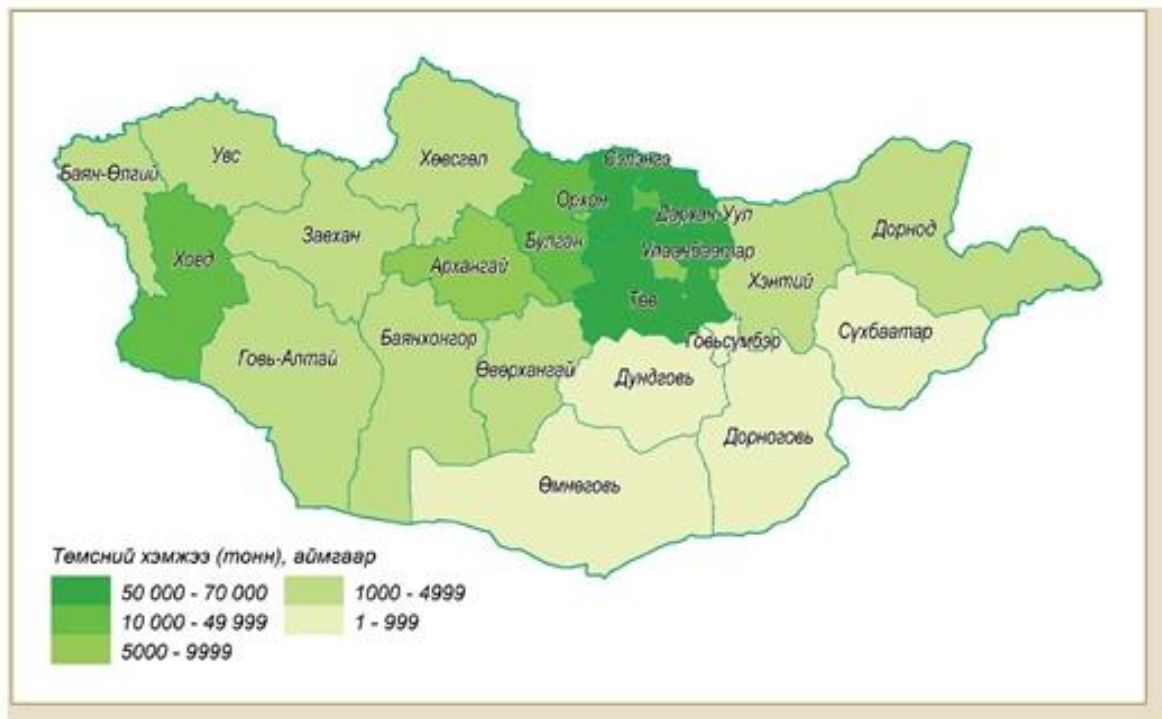 Сэлэнгэ
Увс
Хөвсгөл
Баян-Өлгий
Орхон
Дархан-Уул
Завхан
Булган
Дорнод
Ховд
Архангай
Улаанбаатар
Хэнтий
Төв
Баянхонгор
Говьсүмбэр
Сүхбаатар
Говь-Алтай
Өвөрхангай
Дундговь
Дорноговь
Өмнөговь
Төмсний хэмжээ (тонн), аймгаар
50 000 - 70 000
1000 - 4999
10 000 - 49 999
1 - 999
5000 - 9999